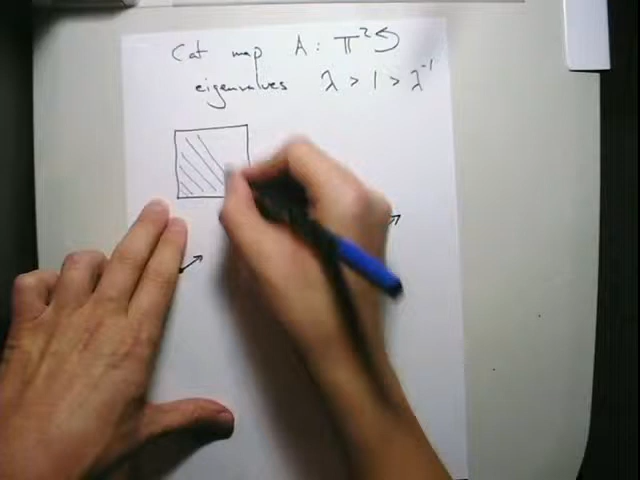 Cat map A: 𝕋²↺
eigenvalues λ > 1 > λ⁻¹